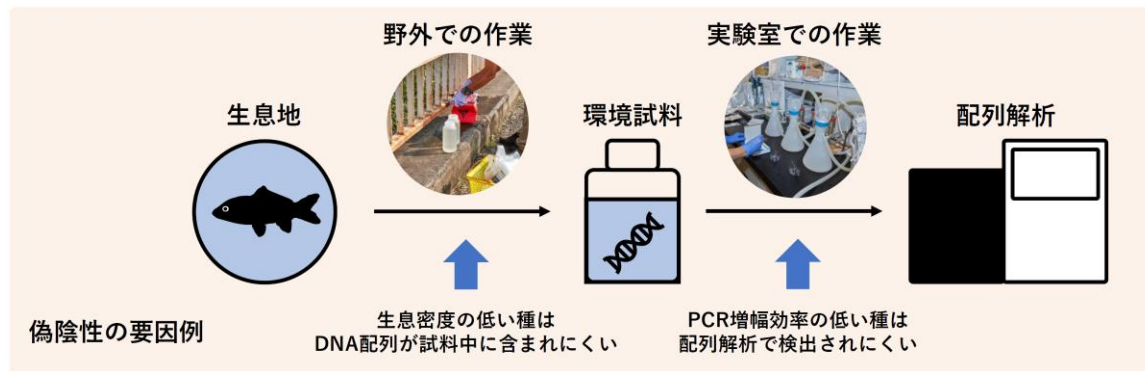 野外での作業
実験室での作業
生息地
環境試料
配列解析
偽陰性の要因例
生息密度の低い種は
DNA配列が試料中に含まれにくい
PCR増幅効率の低い種は
配列解析で検出されにくい